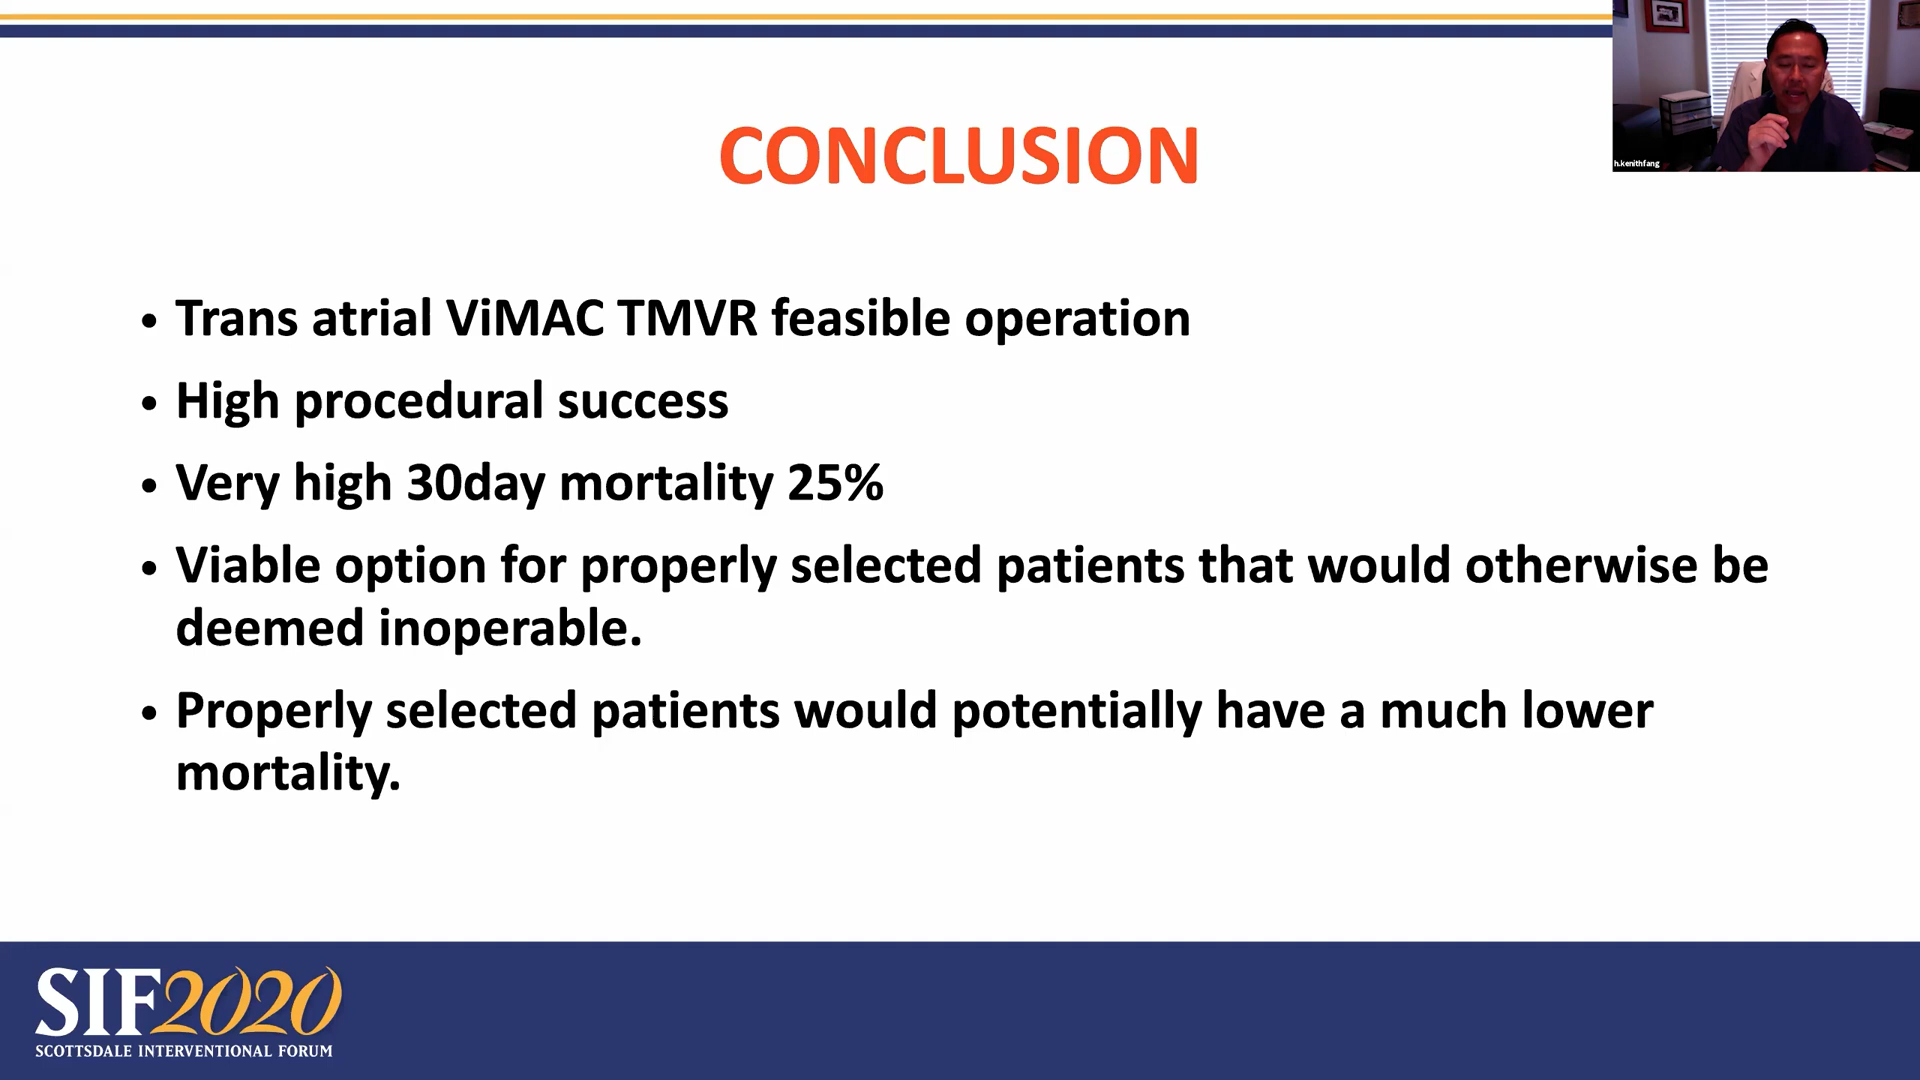 h.kenithfang
CONCLUSION
• Trans atrial ViMAC TMVR feasible operation
• High procedural success
• Very high 30day mortality 25%
• Viable option for properly selected patients that would otherwise be
deemed inoperable.
• Properly selected patients would potentially have a much lower
mortality.
SIF2020
SCOTTSDALE INTERVENTIONAL FORUM